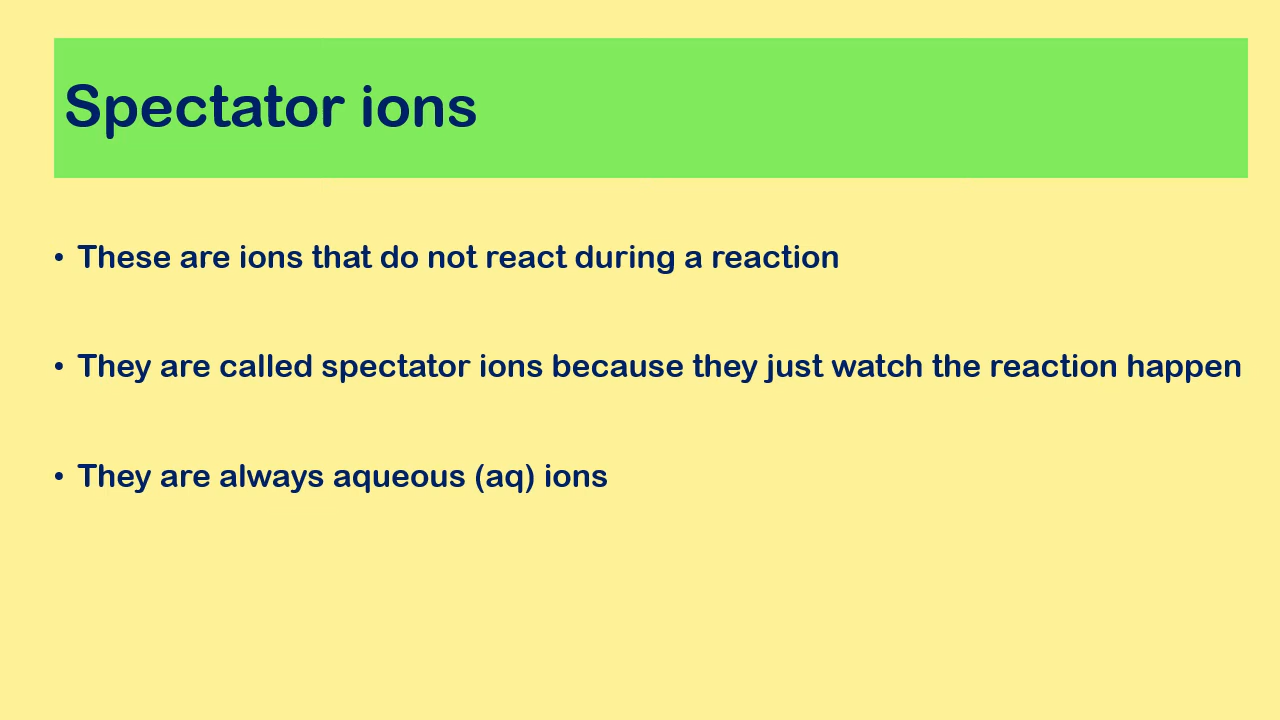 Spectator ions
• These are ions that do not react during a reaction
• They are called spectator ions because they just watch the reaction happen
• They are always aqueous (aq) ions